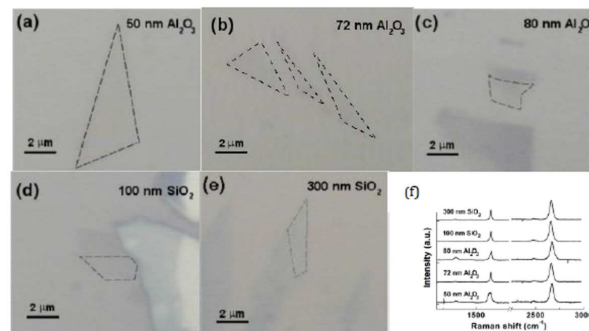 (a) 50 nm Al₂O₃
2 μm
(b) 72 nm Al₂O₃
2 μm
(c) 80 nm Al₂O
2 μm
(d) 100 nm SiO₂
2 μm
(e) 300 nm SiO₂
2 μm
(f)
300 nm SiO₂
100 nm SiO₂
80 nm Al₂O₃
72 nm Al₂O₃
50 nm Al₂O₃
Intensity (a.u.)
1500 2500 3000
Raman shift (cm⁻¹)